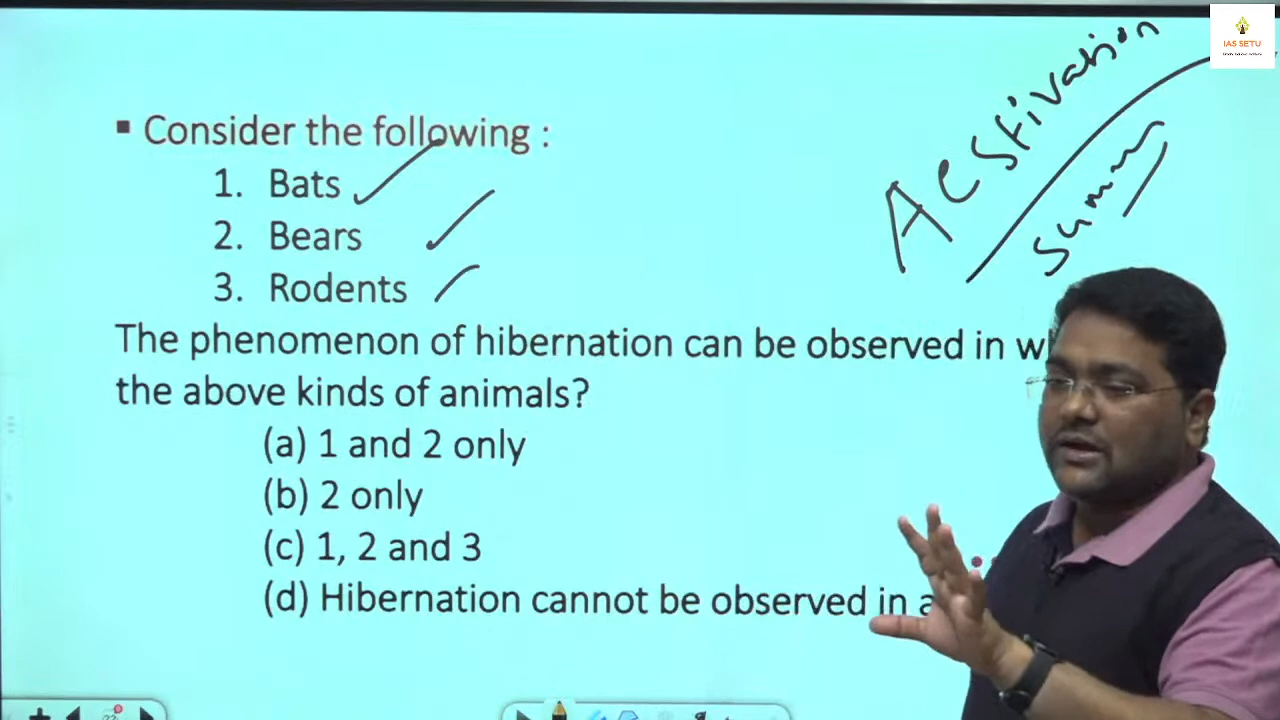 IAS SETU
Aestivation
Summ
▪ Consider the following :
1. Bats
2. Bears
3. Rodents
The phenomenon of hibernation can be observed in
the above kinds of animals?
(a) 1 and 2 only
(b) 2 only
(c) 1, 2 and 3
(d) Hibernation cannot be observed in